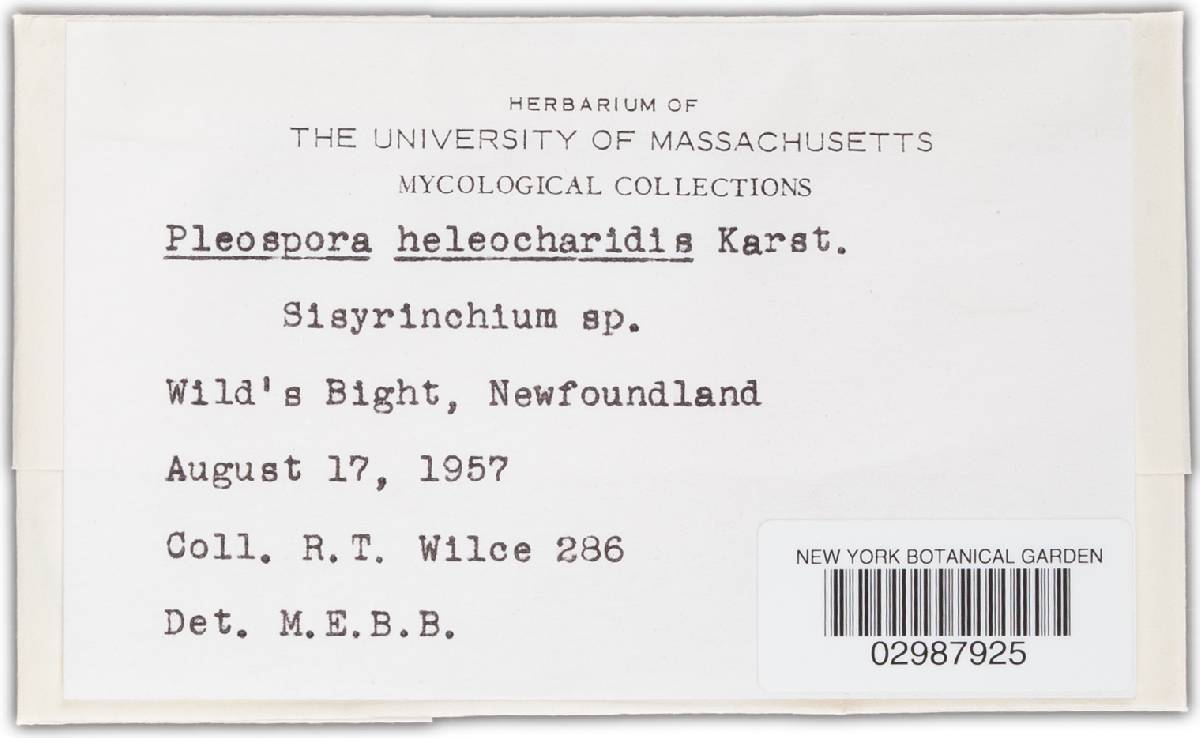 HERBARIUM OF
THE UNIVERSITY OF MASSACHUSETTS
MYCOLOGICAL COLLECTIONS
Pleospora heleocharidis Karst.
Sisyrinchium sp.
Wild's Bight, Newfoundland
August 17, 1957
Coll. R.T. Wilce 286
Det. M.E.B.B.
NEW YORK BOTANICAL GARDEN
02987925